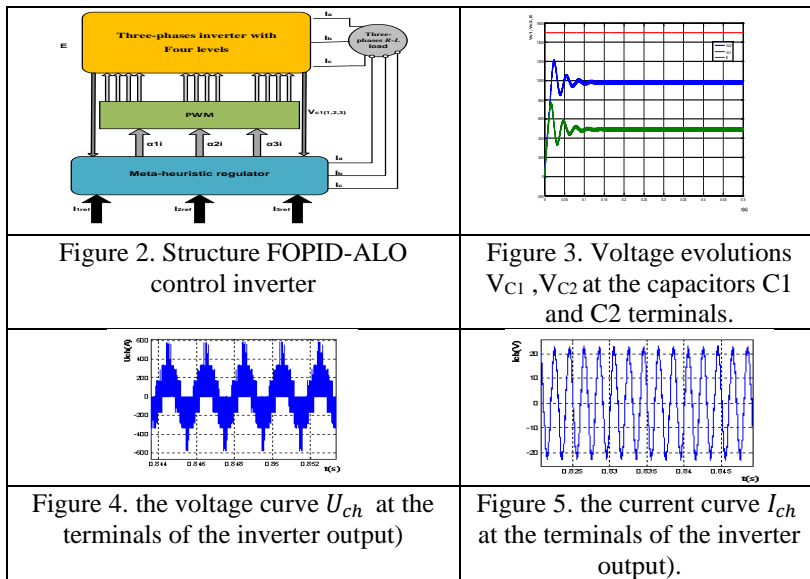 Three-phases inverter with
Four levels
E
Ia
Ib
Ic
Three-
phases R-L
load
PWM
Vc1(1,2,3)
α1i
α2i
α3i
Meta-heuristic regulator
Ia
Ib
Ic
I1ref
I2ref
I3ref
t(s)
Figure 2. Structure FOPID-ALO
control inverter
Figure 3. Voltage evolutions
VC1 ,VC2 at the capacitors C1
and C2 terminals.
Uch(A)
600
400
200
0
-200
-400
-600
0.844
0.846
0.848
0.85
0.852
t(s)
Ich(V)
20
10
0
-10
-20
0.825
0.83
0.835
0.84
0.845
t(s)
Figure 4. the voltage curve Uch at the
terminals of the inverter output)
Figure 5. the current curve Ich
at the terminals of the inverter
output).